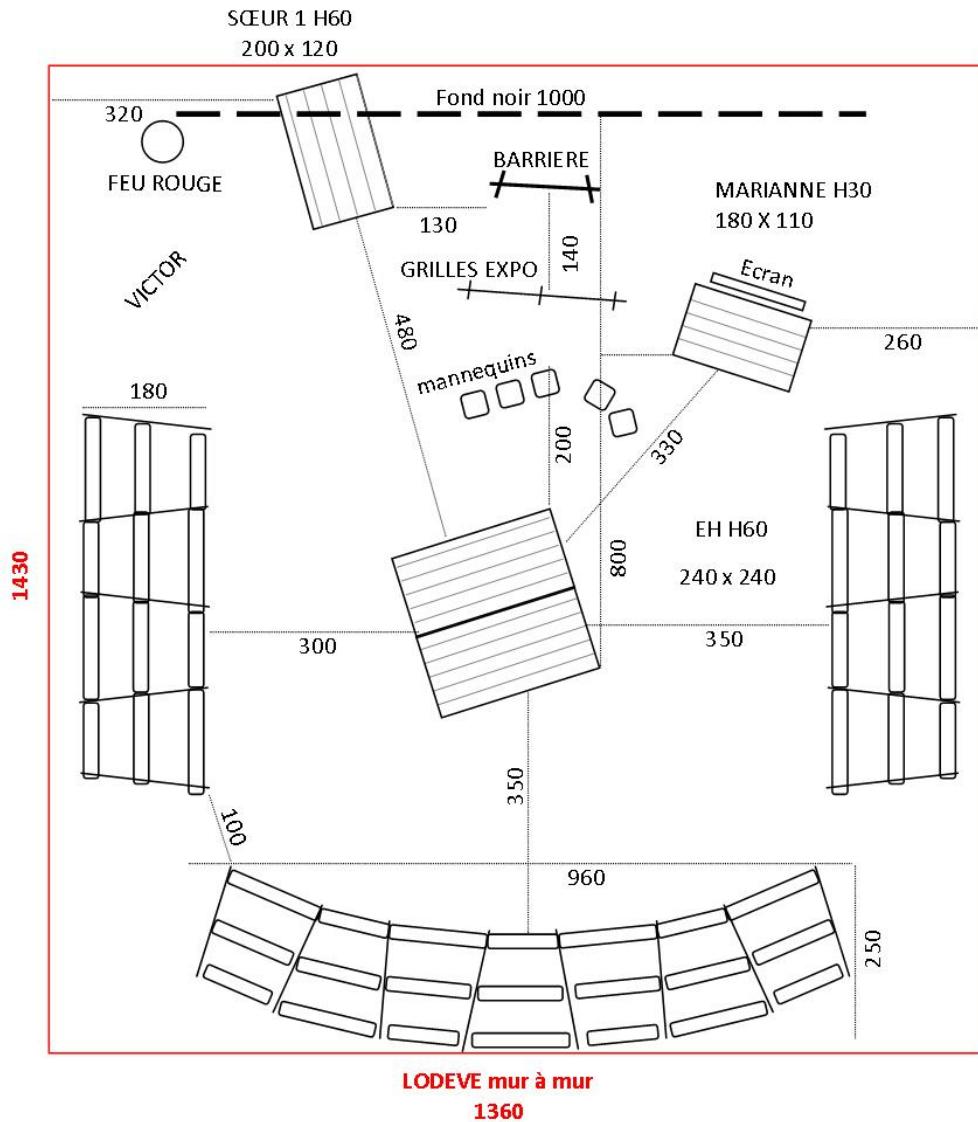 SŒUR 1 H60
200 x 120
Fond noir 1000
320
FEU ROUGE
BARRIERE
MARIANNE H30
180 X 110
130
140
VICTOR
GRILLES EXPO
Ecran
480
260
mannequins
180
200
330
EH H60
240 x 240
800
1430
300
350
350
100
960
250
LODEVE mur à mur
1360